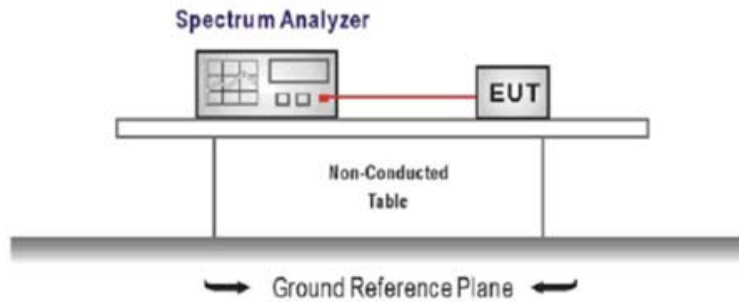 Spectrum Analyzer
EUT
Non-Conducted
Table
Ground Reference Plane